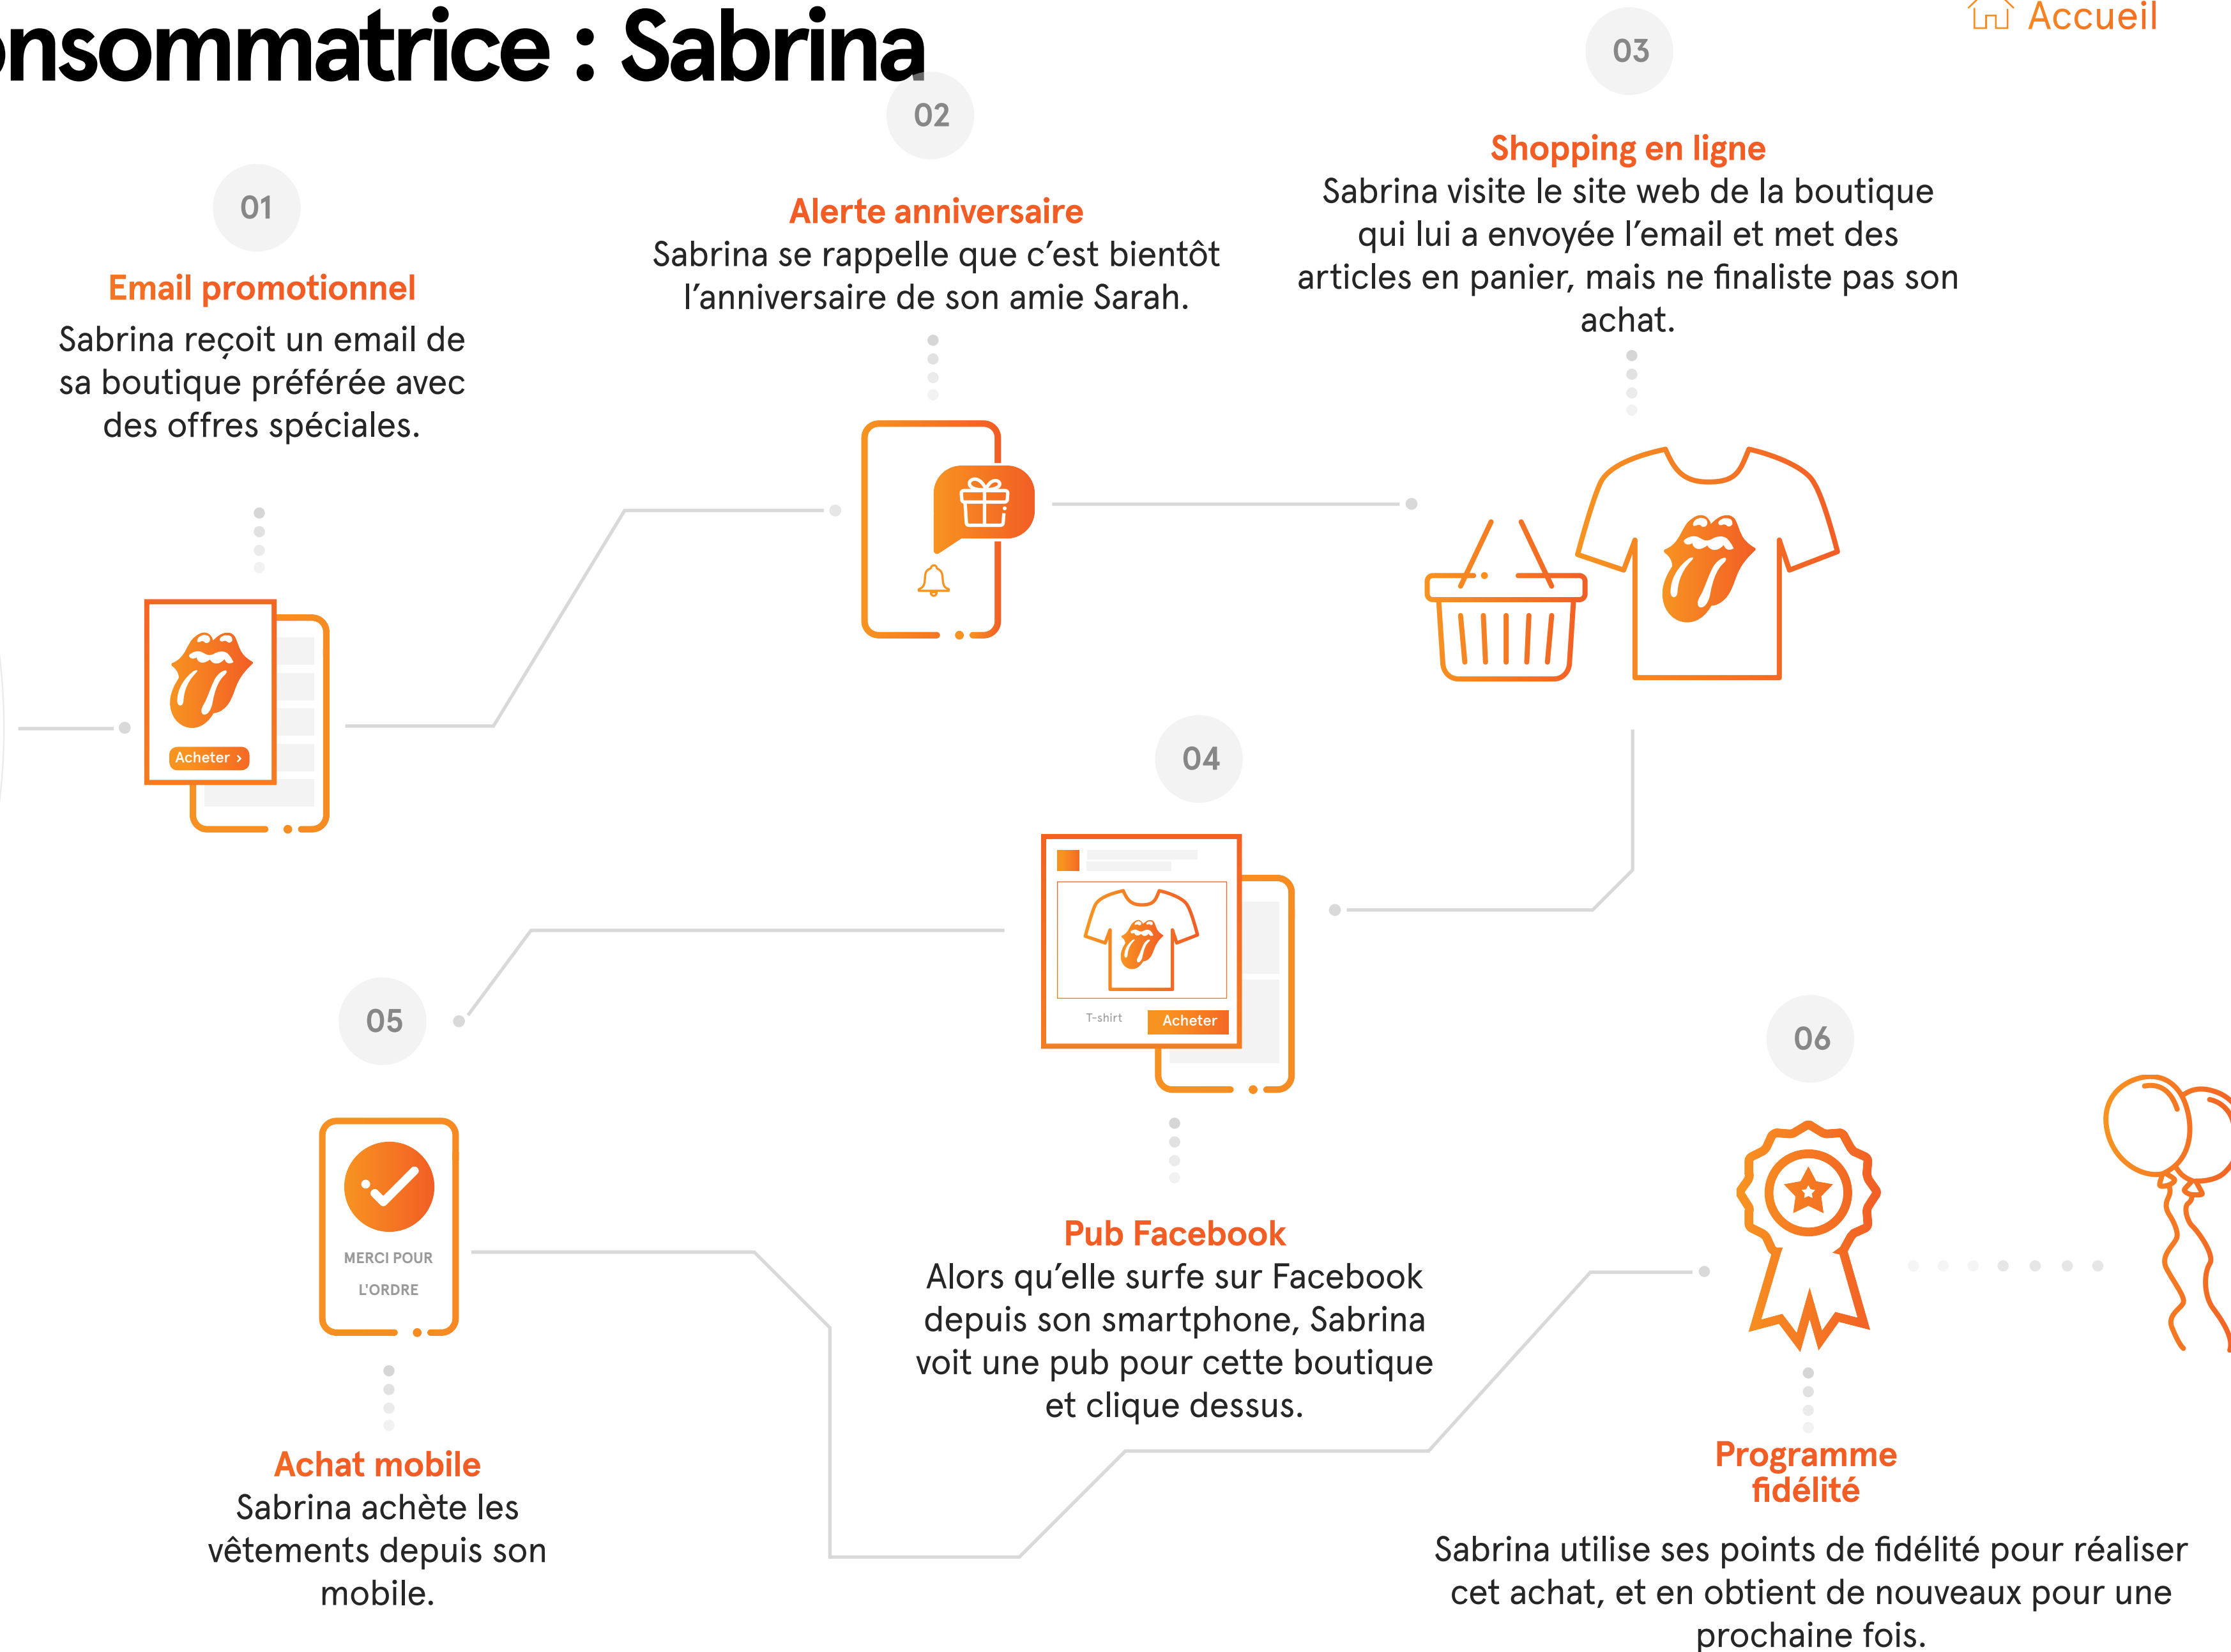 onsommatrice : Sabrina
Accueil
01
Email promotionnel
Sabrina reçoit un email de
sa boutique préférée avec
des offres spéciales.
Acheter ›
02
Alerte anniversaire
Sabrina se rappelle que c’est bientôt
l’anniversaire de son amie Sarah.
03
Shopping en ligne
Sabrina visite le site web de la boutique
qui lui a envoyée l’email et met des
articles en panier, mais ne finaliste pas son
achat.
04
T-shirt
Acheter
Pub Facebook
Alors qu’elle surfe sur Facebook
depuis son smartphone, Sabrina
voit une pub pour cette boutique
et clique dessus.
05
MERCI POUR
L'ORDRE
Achat mobile
Sabrina achète les
vêtements depuis son
mobile.
06
Programme
fidélité
Sabrina utilise ses points de fidélité pour réaliser
cet achat, et en obtient de nouveaux pour une
prochaine fois.